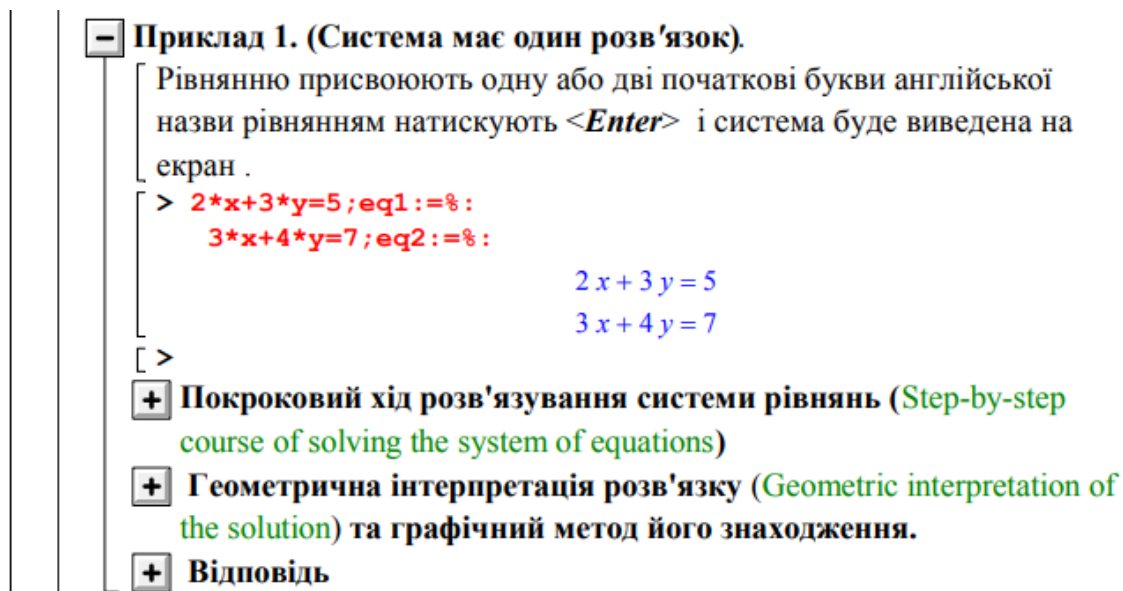 Приклад 1. (Система має один розв'язок).
Рівнянню присвоюють одну або дві початкові букви англійської
назви рівнянням натискують <Enter> і система буде виведена на
екран .
> 2*x+3*y=5;eq1:=%:
3*x+4*y=7;eq2:=%:
2 x + 3 y = 5
3 x + 4 y = 7
>
Покроковий хід розв'язування системи рівнянь (Step-by-step
course of solving the system of equations)
Геометрична інтерпретація розв'язку (Geometric interpretation of
the solution) та графічний метод його знаходження.
Відповідь